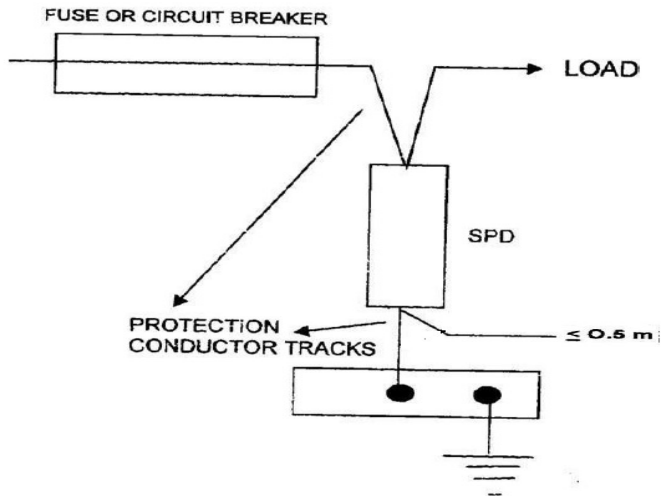 FUSE OR CIRCUIT BREAKER
LOAD
SPD
PROTECTION
CONDUCTOR TRACKS
≤ 0.5 m